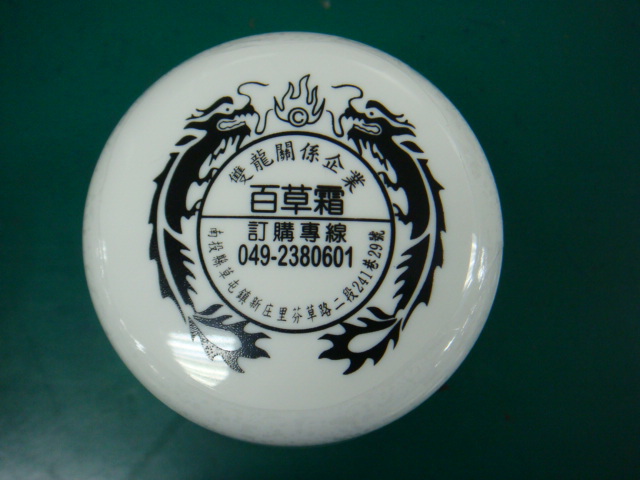 ©
雙龍關係企業
百草霜
訂購專線
049-2380601
南投縣草屯鎮新庄里芬草路二段241巷29號